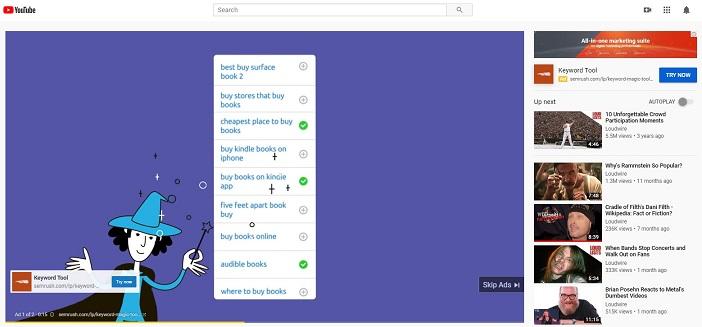 YouTube
Search
best buy surface
book 2
buy stores that buy
books
cheapest place to buy
books
buy kindle books on
iphone
buy books on kindle
app
five feet apart book
buy
buy books online
audible books
where to buy books
Keyword Tool
semrush.com/lp/keyword-mag...
Try now
Skip Ads
Ad 1 of 2 · 0:15
semrush.com/lp/keyword-magic-too...
All-in-one marketing suite
Keyword Tool
Ad semrush.com/lp/keyword-magic-tool...
TRY NOW
Up next
AUTOPLAY
10 Unforgettable Crowd
Participation Moments
Loudwire
5.5M views • 3 years ago
4:46
Why's Rammstein So Popular?
Loudwire
1.3M views • 11 months ago
7:48
Cradle of Filth's Dani Filth -
Wikipedia: Fact or Fiction?
Loudwire
236K views • 7 months ago
8:39
When Bands Stop Concerts and
Walk Out on Fans
Loudwire
333K views • 1 month ago
5:34
Brian Posehn Reacts to Metal's
Dumbest Videos
Loudwire
515K views • 1 month ago
11:15